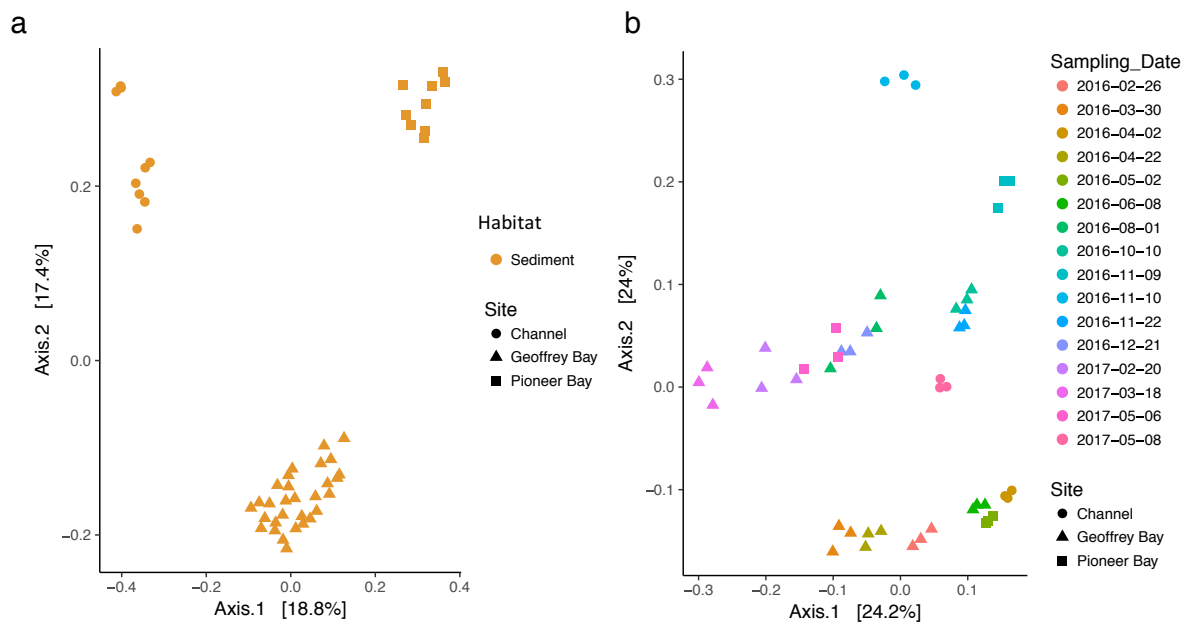 a
Axis.2 [17.4%]
0.2
0.0
−0.2
−0.4
−0.2
0.0
0.2
0.4
Axis.1 [18.8%]
Habitat
Sediment
Site
Channel
Geoffrey Bay
Pioneer Bay
b
Axis.2 [24%]
0.3
0.2
0.1
0.0
−0.1
−0.3
−0.2
−0.1
0.0
0.1
Axis.1 [24.2%]
Sampling_Date
2016−02−26
2016−03−30
2016−04−02
2016−04−22
2016−05−02
2016−06−08
2016−08−01
2016−10−10
2016−11−09
2016−11−10
2016−11−22
2016−12−21
2017−02−20
2017−03−18
2017−05−06
2017−05−08
Site
Channel
Geoffrey Bay
Pioneer Bay